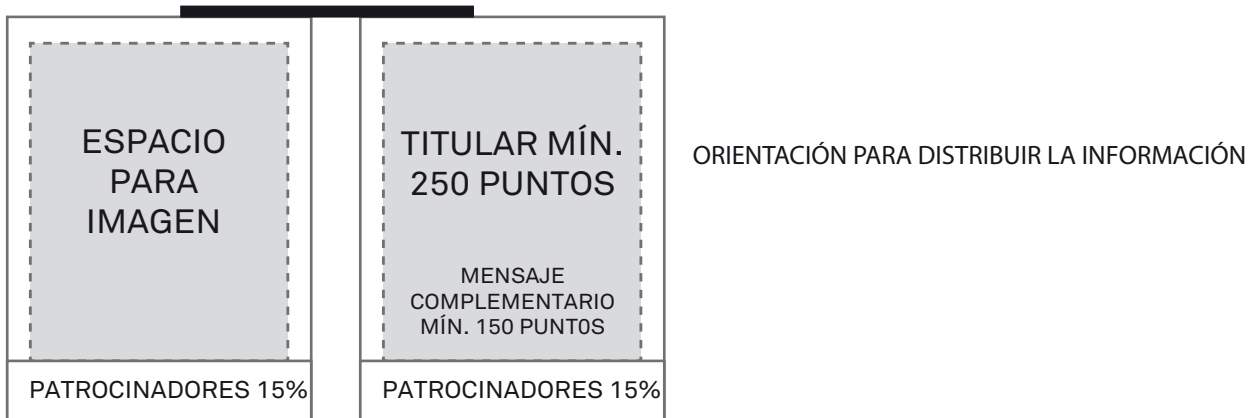 ESPACIO
PARA
IMAGEN
PATROCINADORES 15%
TITULAR MÍN.
250 PUNTOS
MENSAJE
COMPLEMENTARIO
MÍN. 150 PUNT0S
PATROCINADORES 15%
ORIENTACIÓN PARA DISTRIBUIR LA INFORMACIÓN